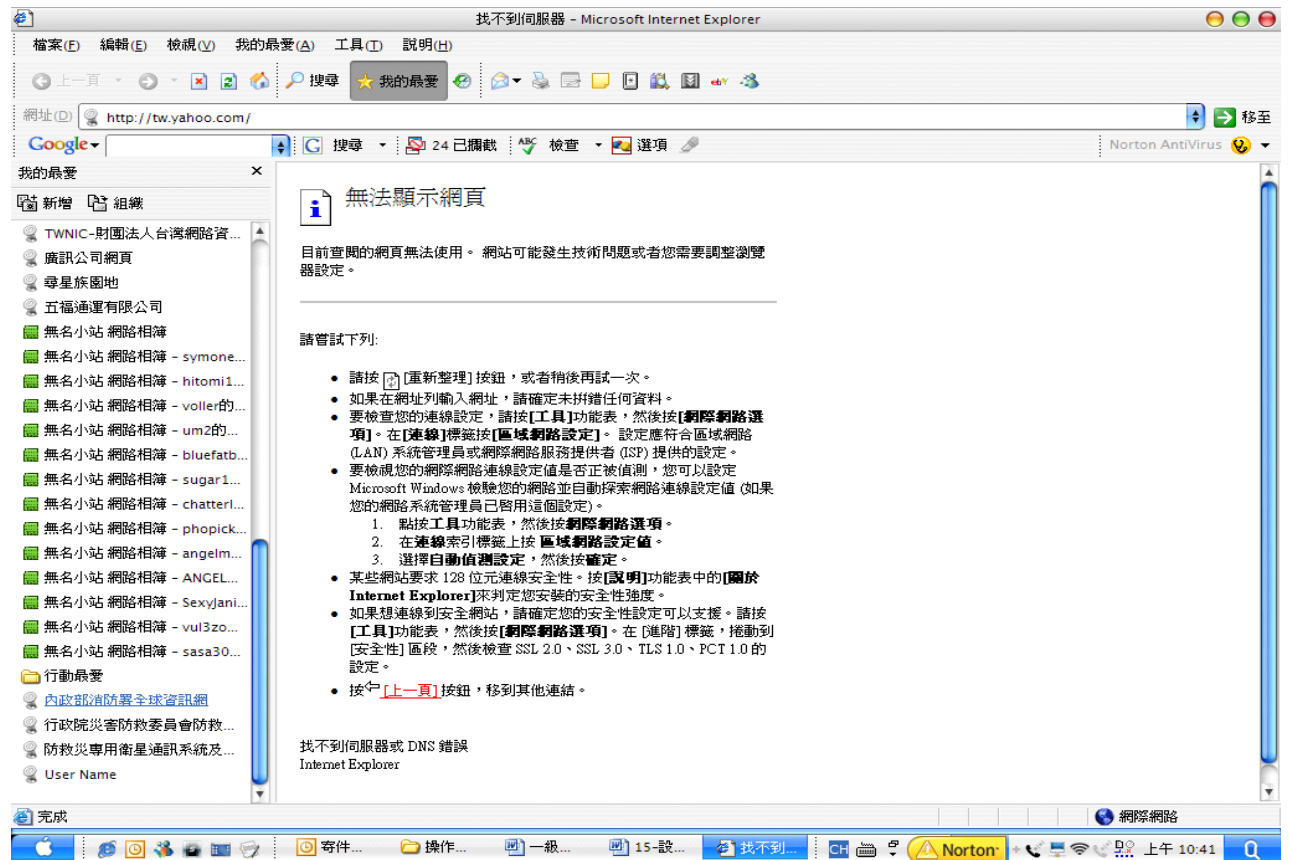 找不到伺服器 - Microsoft Internet Explorer
檔案(F) 編輯(E) 檢視(V) 我的最愛(A) 工具(T) 說明(H)
上一頁 搜尋 我的最愛
網址(D) http://tw.yahoo.com/ 移至
Google 搜尋 24 已攔截 檢查 選項 Norton AntiVirus
我的最愛 ×
新增 組織
TWNIC-財團法人台灣網路資...
廣訊公司網頁
尋星族園地
五福通運有限公司
無名小站 網路相簿
無名小站 網路相簿 - symone...
無名小站 網路相簿 - hitomi1...
無名小站 網路相簿 - voller的...
無名小站 網路相簿 - um2的...
無名小站 網路相簿 - bluefatb...
無名小站 網路相簿 - sugar1...
無名小站 網路相簿 - chatterl...
無名小站 網路相簿 - phopick...
無名小站 網路相簿 - angelm...
無名小站 網路相簿 - ANGEL...
無名小站 網路相簿 - SexyJani...
無名小站 網路相簿 - vul3zo...
無名小站 網路相簿 - sasa30...
行動最愛
內政部消防署全球資訊網
行政院災害防救委員會防救...
防救災專用衛星通訊系統及...
User Name
無法顯示網頁
目前查閱的網頁無法使用。 網站可能發生技術問題或者您需要調整瀏覽
器設定。
請嘗試下列:
請按 [重新整理] 按鈕，或者稍後再試一次。
如果在網址列輸入網址，請確定未拼錯任何資料。
要檢查您的連線設定，請按[工具]功能表，然後按[網際網路選
項]。在[連線]標籤按[區域網路設定]。 設定應符合區域網路
(LAN) 系統管理員或網際網路服務提供者 (ISP) 提供的設定。
要檢視您的網際網路連線設定值是否正被偵測，您可以設定
Microsoft Windows 檢驗您的網路並自動探索網路連線設定值 (如果
您的網路系統管理員已啓用這個設定)。
1. 點按工具功能表，然後按網際網路選項。
2. 在連線索引標籤上按 區域網路設定值。
3. 選擇自動偵測設定，然後按確定。
某些網站要求 128 位元連線安全性。按[說明]功能表中的[關於
Internet Explorer]來判定您安裝的安全性強度。
如果想連線到安全網站，請確定您的安全性設定可以支援。請按
[工具]功能表，然後按[網際網路選項]。在 [進階] 標籤，捲動到
[安全性] 區段，然後檢查 SSL 2.0、SSL 3.0、TLS 1.0、PCT 1.0 的
設定。
按 [上一頁] 按鈕，移到其他連結。
找不到伺服器或 DNS 錯誤
Internet Explorer
完成 網際網路
寄件... 操作... 一級... 15-設... 找不到... CH Norton 上午 10:41